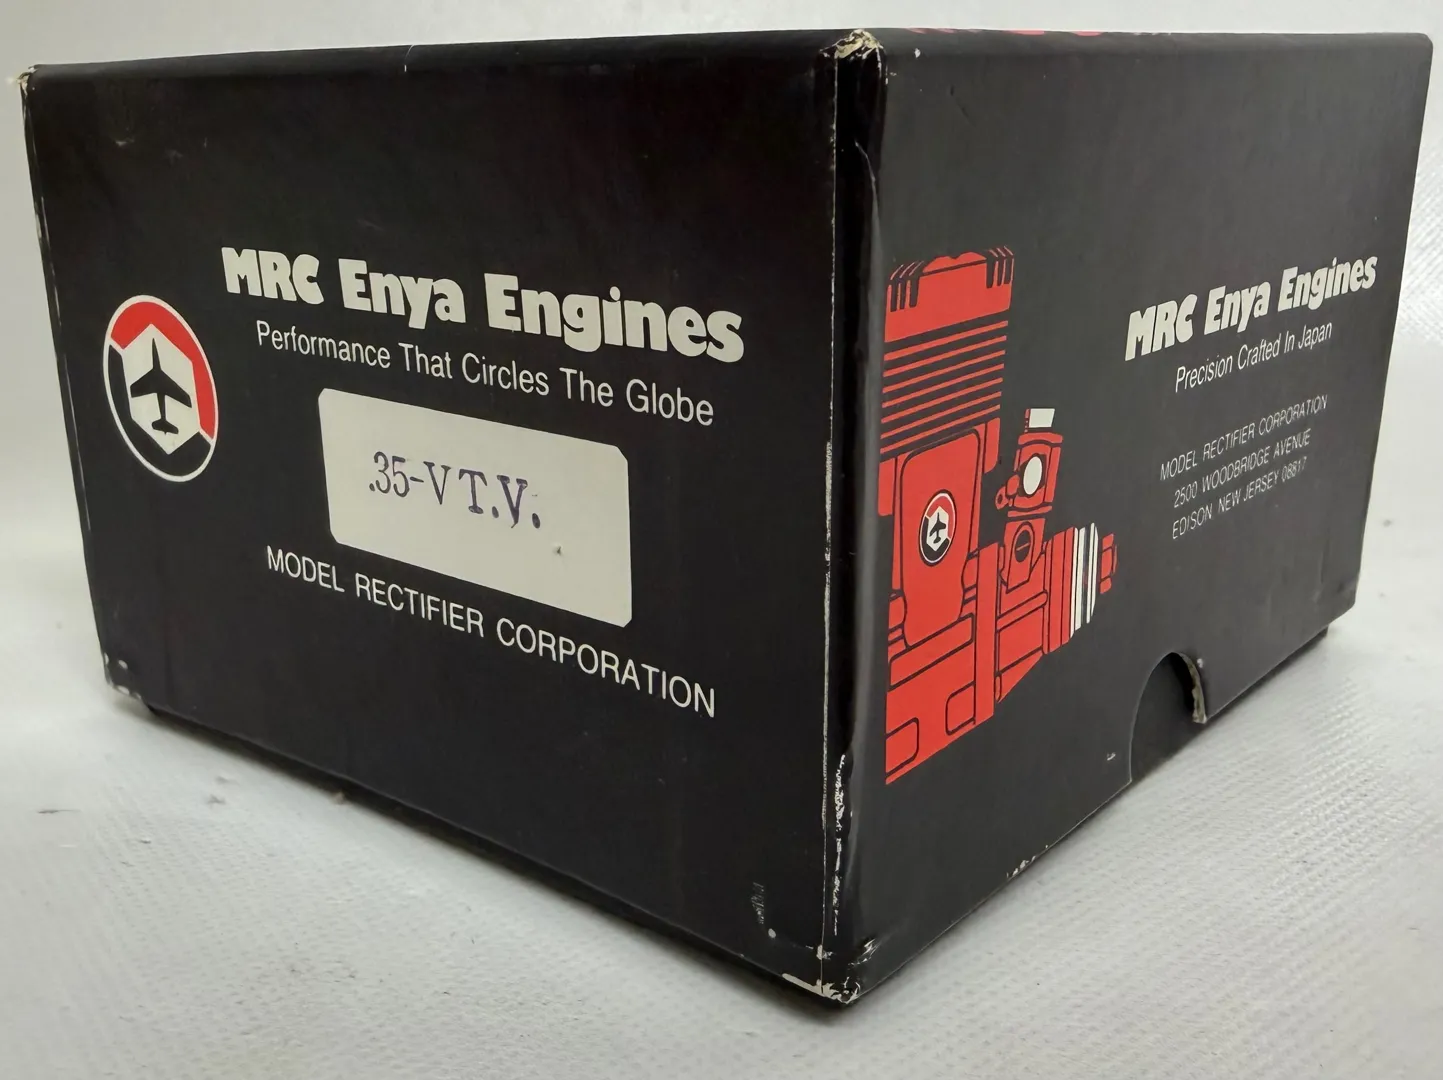 MRC Enya Engines
Performance That Circles The Globe
.35-V T.V.
MODEL RECTIFIER CORPORATION
MRC Enya Engines
Precision Crafted In Japan
MODEL RECTIFIER CORPORATION
2500 WOODBRIDGE AVENUE
EDISON, NEW JERSEY 08817